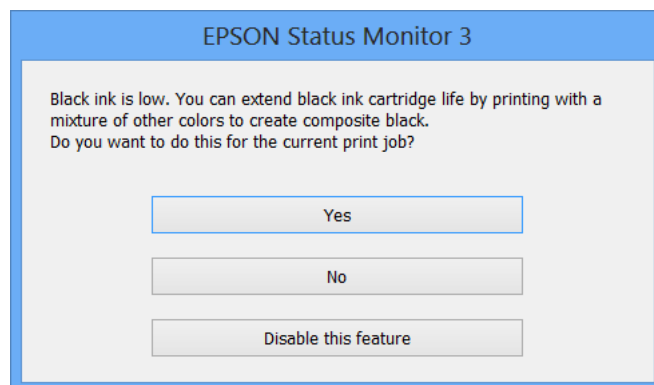 EPSON Status Monitor 3
Black ink is low. You can extend black ink cartridge life by printing with a
mixture of other colors to create composite black.
Do you want to do this for the current print job?
Yes
No
Disable this feature